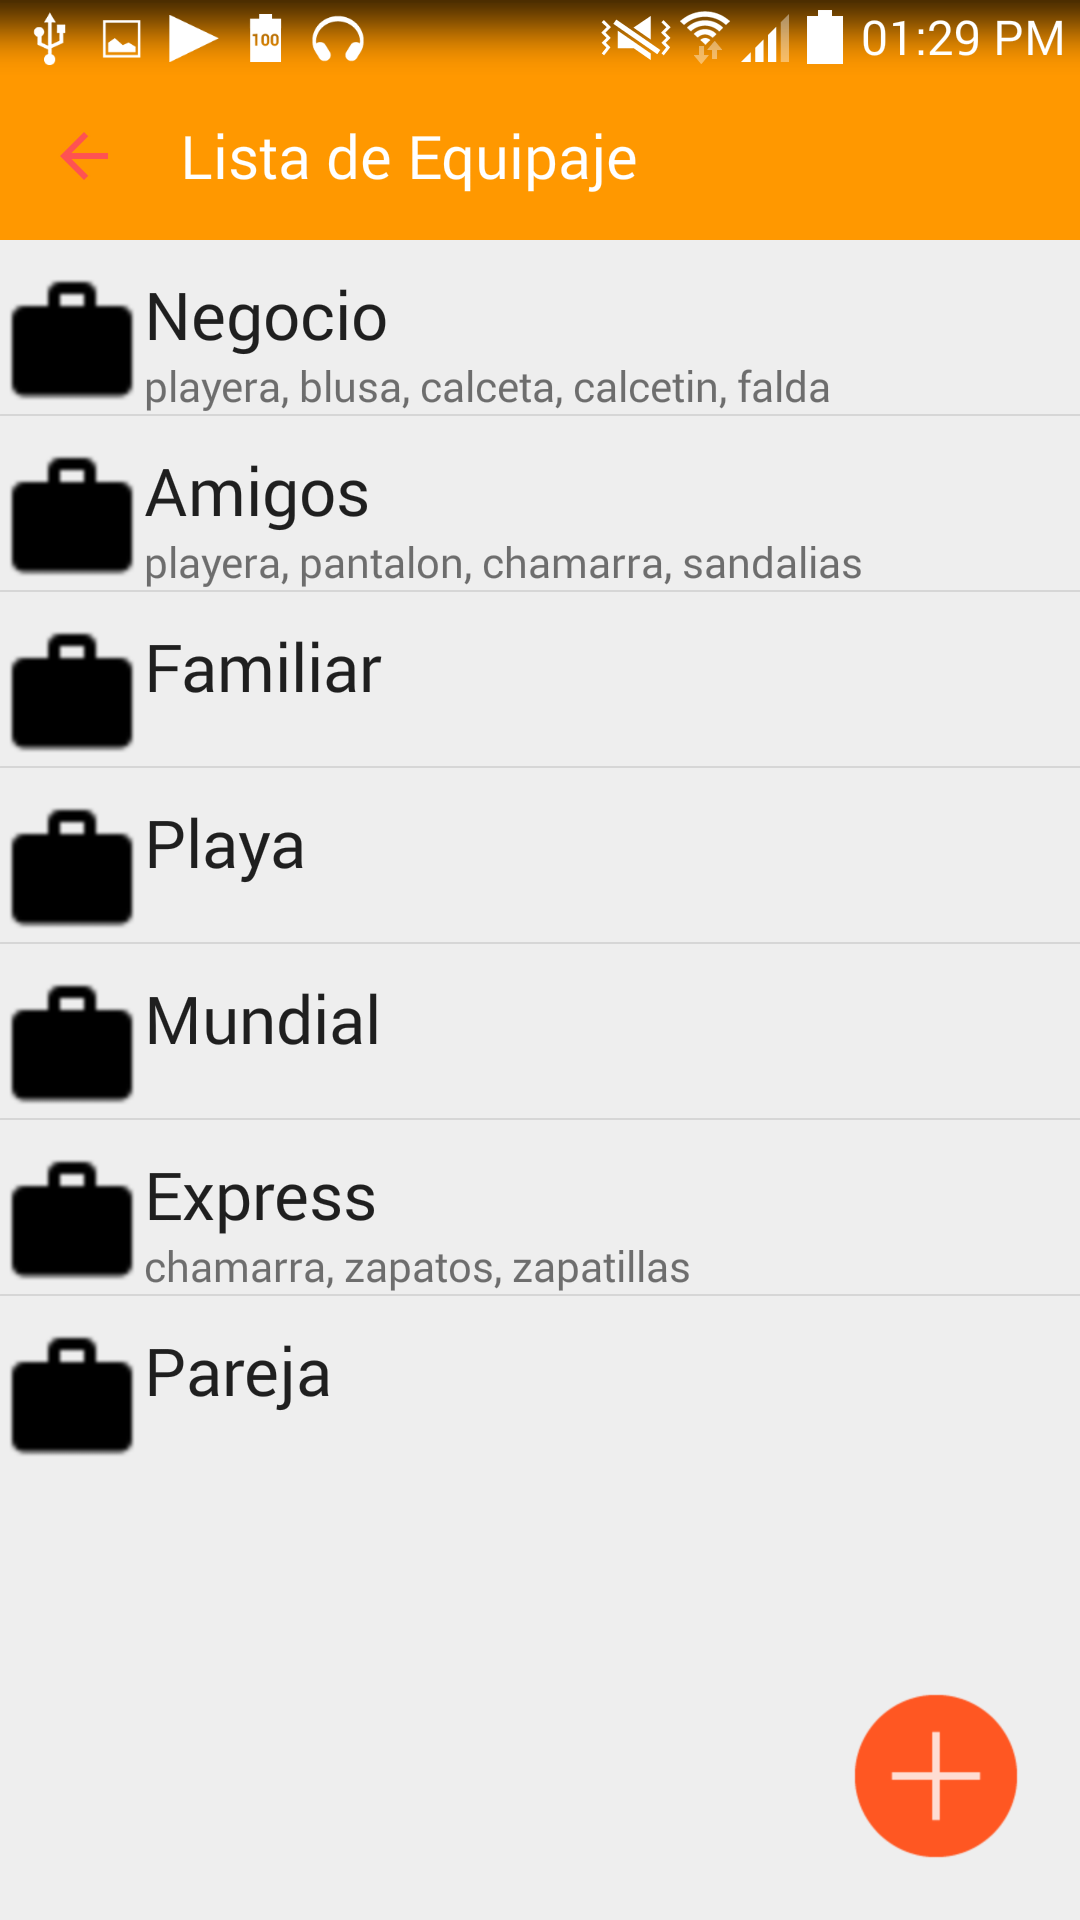 100 01:29 PM
Lista de Equipaje
Negocio
playera, blusa, calceta, calcetin, falda
Amigos
playera, pantalon, chamarra, sandalias
Familiar
Playa
Mundial
Express
chamarra, zapatos, zapatillas
Pareja